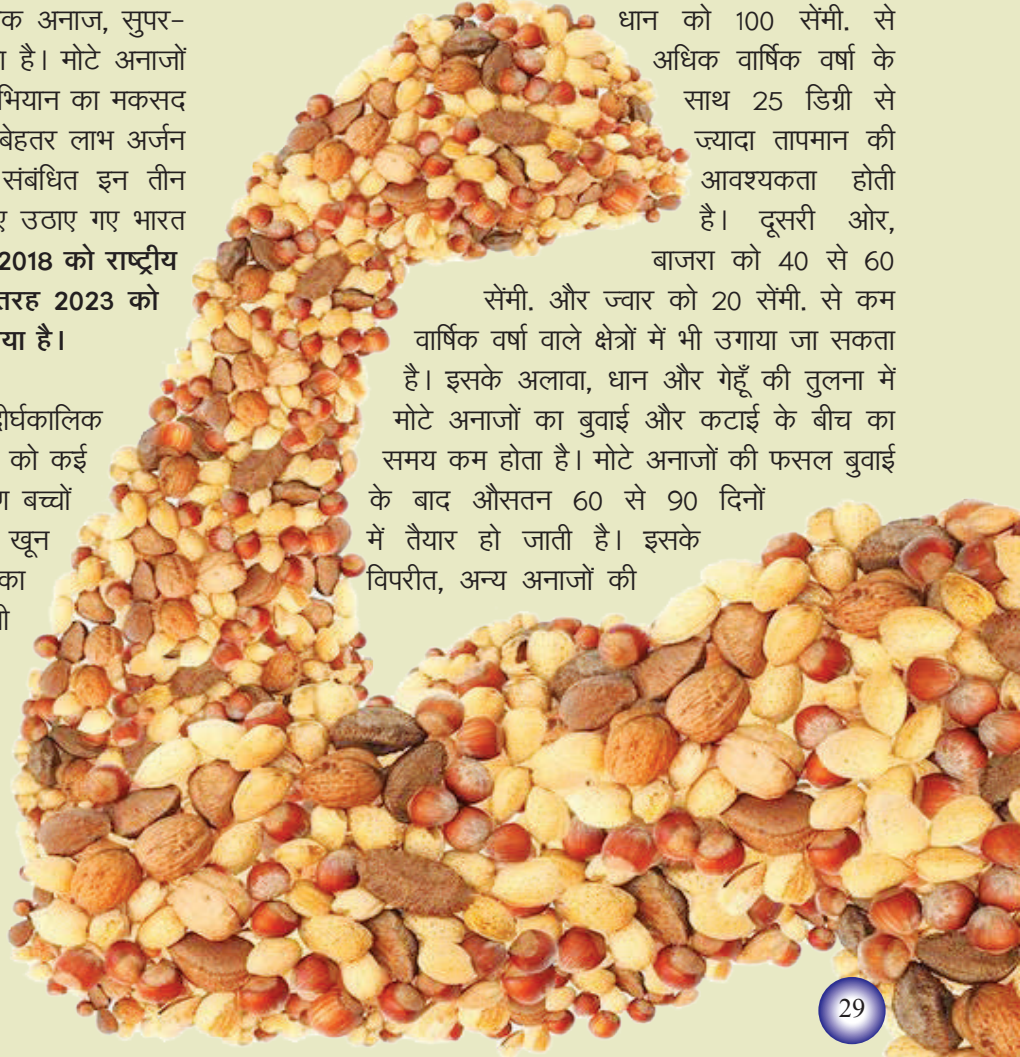 क अनाज, सुपर-
है। मोटे अनाजों
भियान का मकसद
बेहतर लाभ अर्जन
संबंधित इन तीन
ए उठाए गए भारत
2018 को राष्ट्रीय
तरह 2023 को
या है।
दीर्घकालिक
को कई
ण बच्चों
खून
का
धान को 100 सेंमी. से
अधिक वार्षिक वर्षा के
साथ 25 डिग्री से
ज्यादा तापमान की
आवश्यकता होती
है। दूसरी ओर,
बाजरा को 40 से 60
सेंमी. और ज्वार को 20 सेंमी. से कम
वार्षिक वर्षा वाले क्षेत्रों में भी उगाया जा सकता
है। इसके अलावा, धान और गेहूँ की तुलना में
मोटे अनाजों का बुवाई और कटाई के बीच का
समय कम होता है। मोटे अनाजों की फसल बुवाई
के बाद औसतन 60 से 90 दिनों
में तैयार हो जाती है। इसके
विपरीत, अन्य अनाजों की
29